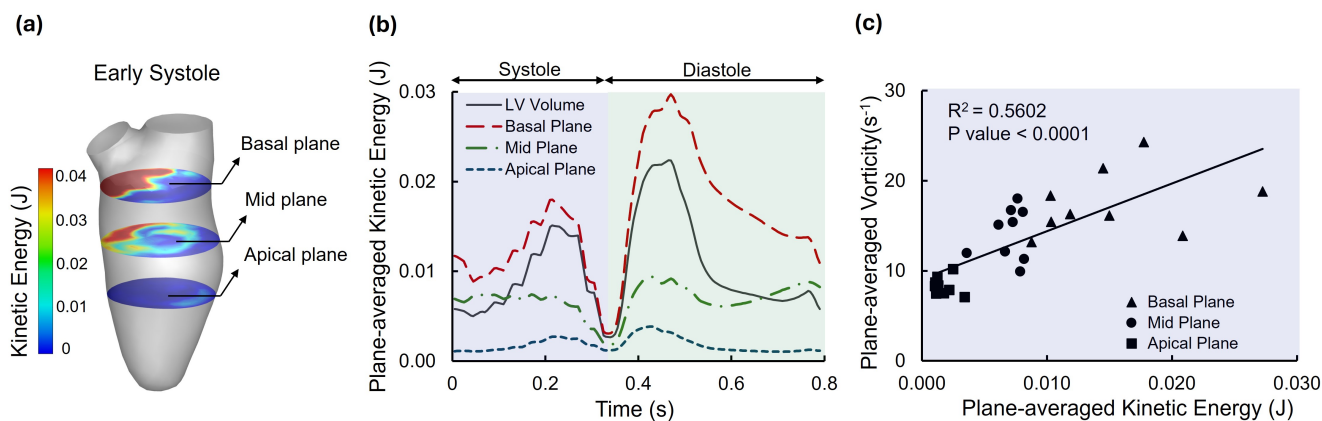 (a)
Early Systole
Basal plane
Mid plane
Apical plane
Kinetic Energy (J)
0.04
0.03
0.02
0.01
0
(b)
Systole
Diastole
Plane-averaged Kinetic Energy (J)
0.03
0.02
0.01
0.00
LV Volume
Basal Plane
Mid Plane
Apical Plane
0
0.2
0.4
0.6
0.8
Time (s)
(c)
Plane-averaged Vorticity(s⁻¹)
30
20
10
0
R² = 0.5602
P value < 0.0001
Basal Plane
Mid Plane
Apical Plane
0.000
0.010
0.020
0.030
Plane-averaged Kinetic Energy (J)